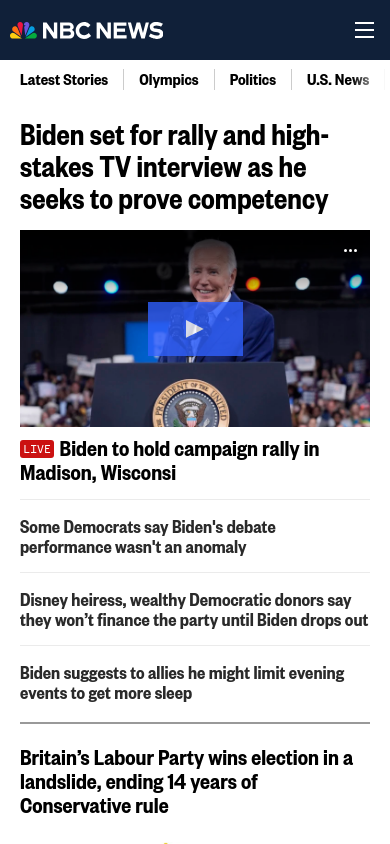 NBC NEWS
Latest Stories
Olympics
Politics
U.S. News
Biden set for rally and high-
stakes TV interview as he
seeks to prove competency
PRESIDENT OF THE
LIVE Biden to hold campaign rally in
Madison, Wisconsi
Some Democrats say Biden's debate
performance wasn't an anomaly
Disney heiress, wealthy Democratic donors say
they won’t finance the party until Biden drops out
Biden suggests to allies he might limit evening
events to get more sleep
Britain’s Labour Party wins election in a
landslide, ending 14 years of
Conservative rule